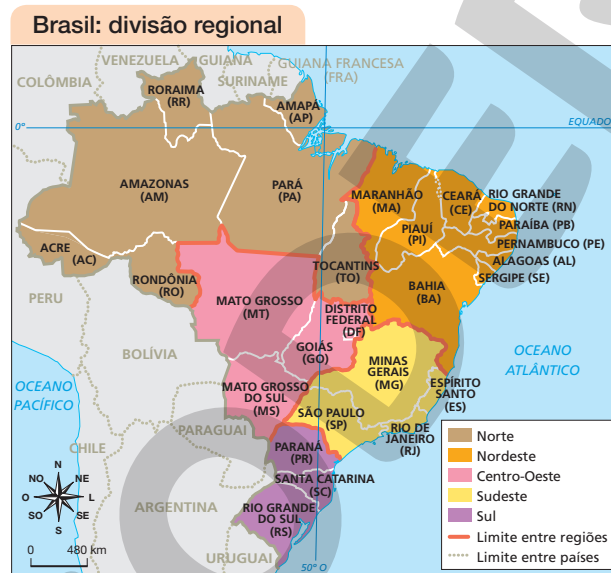 Brasil: divisão regional
VENEZUELA
GUIANA
GUIANA FRANCESA
(FRA)
COLÔMBIA
SURINAME
RORAIMA
(RR)
AMAPÁ
(AP)
0°
EQUADO
AMAZONAS
(AM)
PARÁ
(PA)
MARANHÃO
(MA)
CEARÁ
(CE)
RIO GRANDE
DO NORTE (RN)
PARAÍBA (PB)
PIAUÍ
(PI)
PERNAMBUCO (PE)
ACRE (AC)
ALAGOAS (AL)
SERGIPE (SE)
TOCANTINS
(TO)
RONDÔNIA
(RO)
BAHIA
(BA)
PERU
MATO GROSSO
(MT)
DISTRITO
FEDERAL
(DF)
BOLÍVIA
GOIÁS
(GO)
MINAS
GERAIS
(MG)
OCEANO
ATLÂNTICO
OCEANO
PACÍFICO
MATO GROSSO
DO SUL
(MS)
ESPÍRITO
SANTO
(ES)
SÃO PAULO
(SP)
RIO DE
JANEIRO
(RJ)
PARAGUAI
CHILE
PARANÁ
(PR)
SANTA CATARINA
(SC)
ARGENTINA
RIO GRANDE
DO SUL
(RS)
URUGUAI
50° O
N
NO
NE
O
L
SO
SE
S
0
480 km
Norte
Nordeste
Centro-Oeste
Sudeste
Sul
Limite entre regiões
Limite entre países